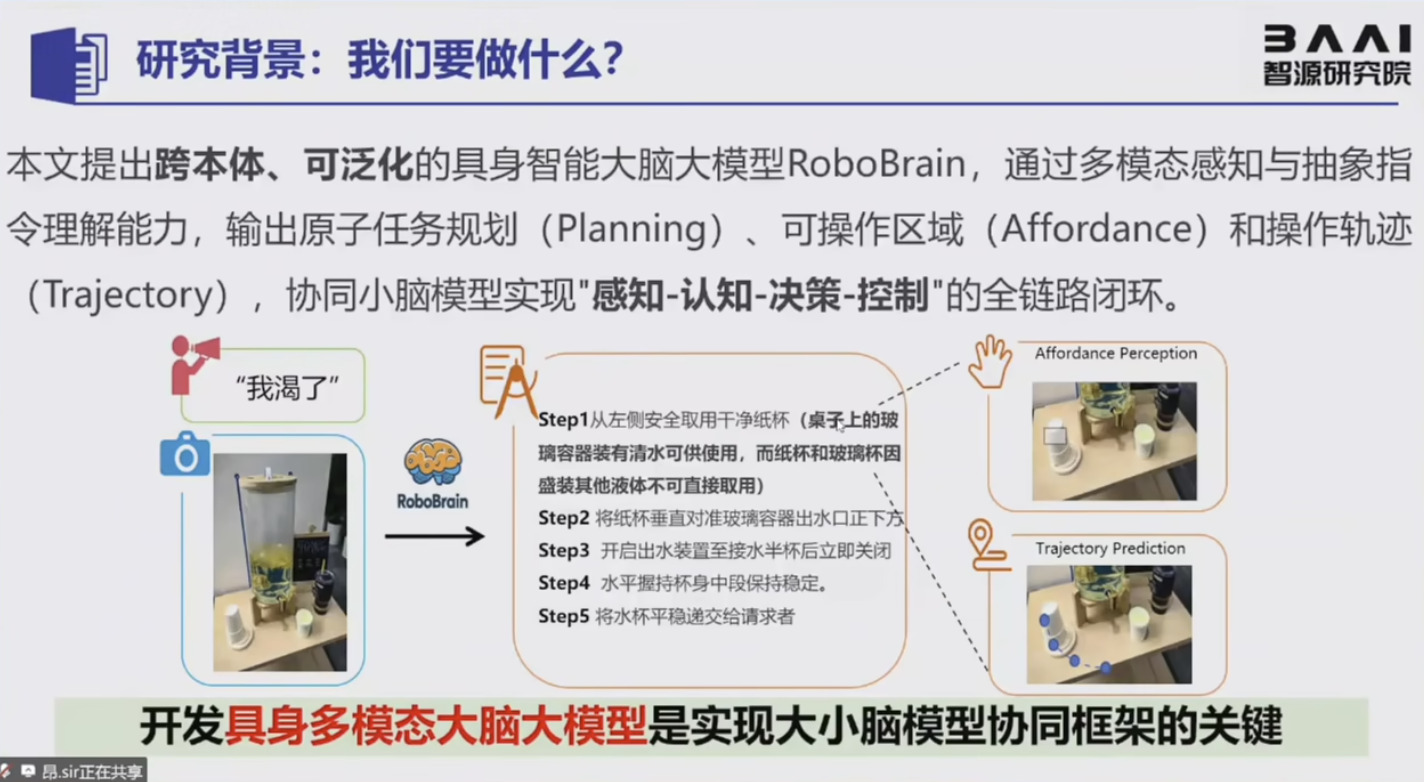 研究背景：我们要做什么？
BAAI
智源研究院
本文提出跨本体、可泛化的具身智能大脑大模型RoboBrain，通过多模态感知与抽象指
令理解能力，输出原子任务规划（Planning）、可操作区域（Affordance）和操作轨迹
（Trajectory），协同小脑模型实现"感知-认知-决策-控制"的全链路闭环。
“我渴了”
RoboBrain
Step1从左侧安全取用干净纸杯（桌子上的玻
璃容器装有清水可供使用，而纸杯和玻璃杯因
盛装其他液体不可直接取用）
Step2 将纸杯垂直对准玻璃容器出水口正下方
Step3 开启出水装置至接水半杯后立即关闭
Step4 水平握持杯身中段保持稳定。
Step5 将水杯平稳递交给请求者
Affordance Perception
Trajectory Prediction
开发具身多模态大脑大模型是实现大小脑模型协同框架的关键
昂.sir正在共享